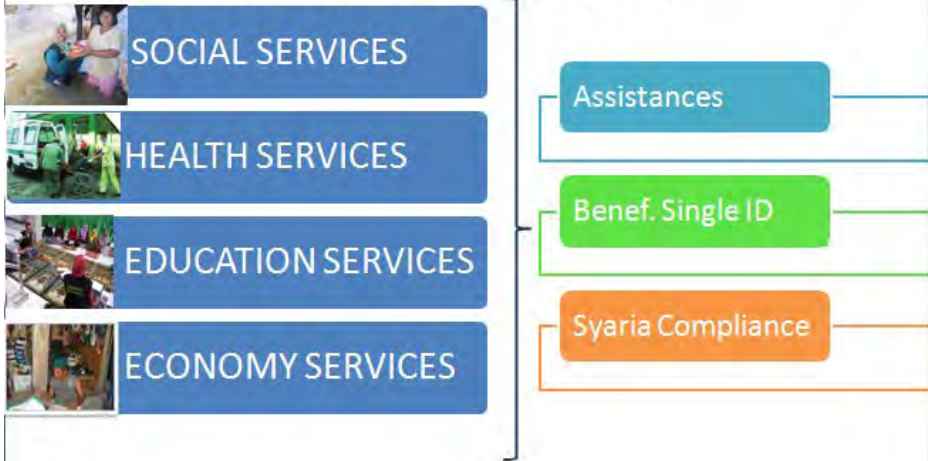 SOCIAL SERVICES
HEALTH SERVICES
EDUCATION SERVICES
ECONOMY SERVICES
Assistances
Benef. Single ID
Syaria Compliance